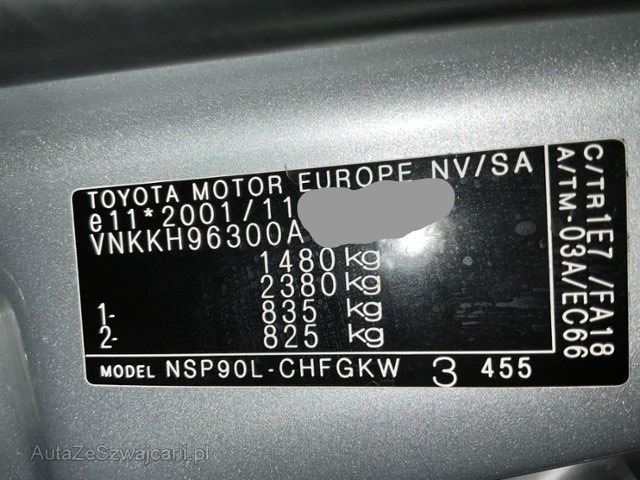 TOYOTA MOTOR EUROPE NV/SA
e11*2001/11
VNKKH96300A
1480 kg
2380 kg
1- 835 kg
2- 825 kg
MODEL NSP90L-CHFGKW 3 455
C/TR1E7 /FA18
A/TM-03A/EC66
AutaZeSzwajcarii.pl